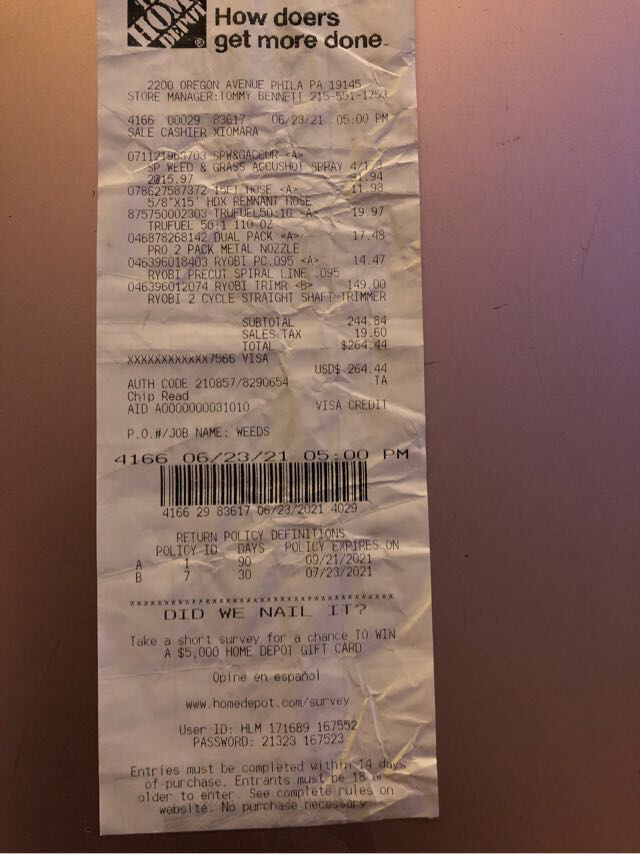 THE HOME DEPOT ®
How doers
get more done™
2200 OREGON AVENUE PHILA PA 19145
STORE MANAGER:TOMMY BENNETT 215-551-1753
4166 00029 83617 06/23/21 05:00 PM
SALE CASHIER XIOMARA
SPW&GACCUR <A>
SP WEED & GRASS ACCUSHOT SPRAY
2@15.97 31.94
078627587372 15FT HOSE <A> 11.98
5/8"X15' HDX REMNANT HOSE
875750002303 TRUFUEL50:1G <A> 19.97
TRUFUEL 50:1 110 OZ
046878268142 DUAL PACK <A> 17.48
PRO 2 PACK METAL NOZZLE
046396018403 RYOBI PC.095 <A> 14.47
RYOBI PRECUT SPIRAL LINE .095
046396012074 RYOBI TRIMR <B> 149.00
RYOBI 2 CYCLE STRAIGHT SHAFT TRIMMER
SUBTOTAL 244.84
SALES TAX 19.60
TOTAL $264.44
XXXXXXXXXXXX7566 VISA
USD$ 264.44
AUTH CODE 210857/8290654 TA
Chip Read
AID A0000000031010 VISA CREDIT
P.O.#/JOB NAME: WEEDS
4166 06/23/21 05:00 PM
4166 29 83617 06/23/2021 4029
RETURN POLICY DEFINITIONS
POLICY ID DAYS POLICY EXPIRES ON
A 1 90 09/21/2021
B 7 30 07/23/2021
****************************************
DID WE NAIL IT?
Take a short survey for a chance TO WIN
A $5,000 HOME DEPOT GIFT CARD
Opine en español
www.homedepot.com/survey
User ID: HLM 171689 167552
PASSWORD: 21323 167523
Entries must be completed within 14 days
of purchase. Entrants must be 18 or
older to enter. See complete rules on
website. No purchase necessary.